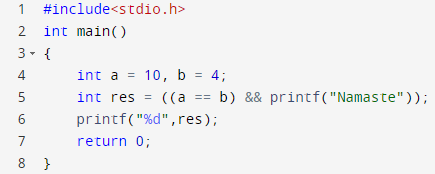 1 #include<stdio.h>
2 int main()
3 {
4 int a = 10, b = 4;
5 int res = ((a == b) && printf("Namaste"));
6 printf("%d",res);
7 return 0;
8 }